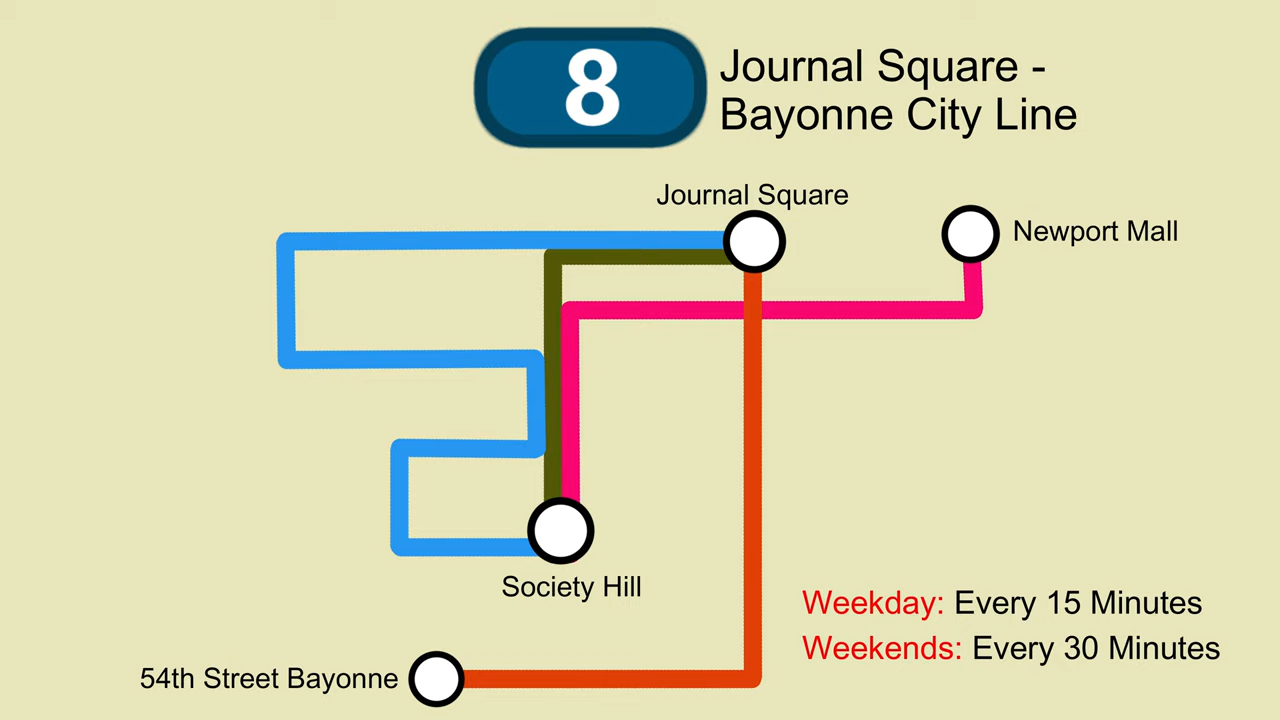 8
Journal Square -
Bayonne City Line
Journal Square
Newport Mall
Society Hill
Weekday: Every 15 Minutes
Weekends: Every 30 Minutes
54th Street Bayonne